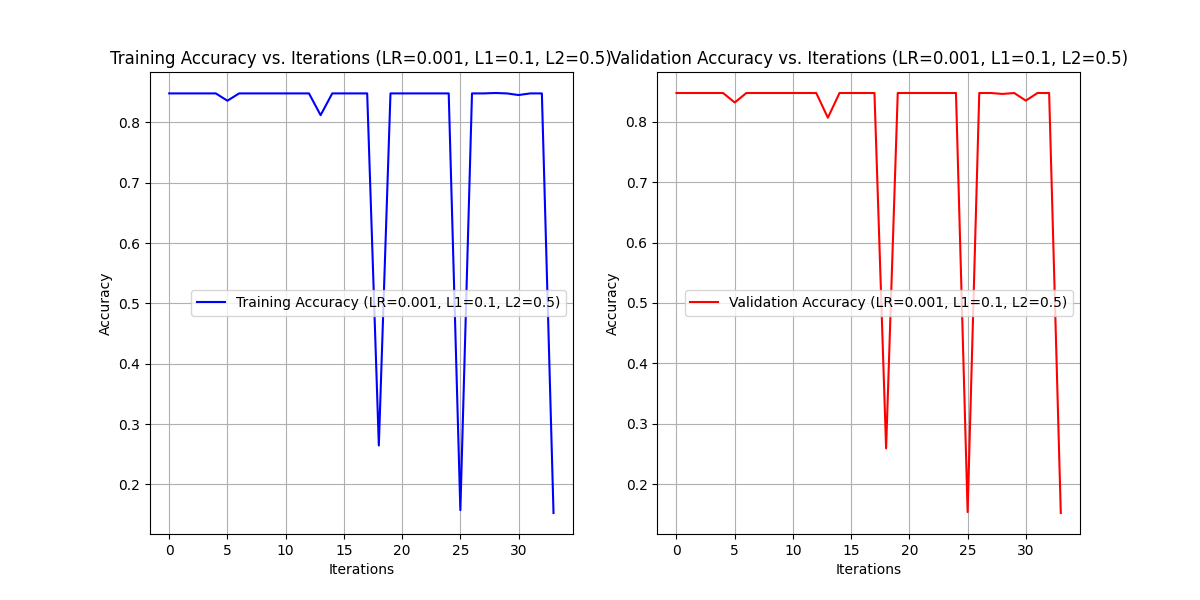 Training Accuracy vs. Iterations (LR=0.001, L1=0.1, L2=0.5)
Accuracy
0.8
0.7
0.6
0.5
0.4
0.3
0.2
Training Accuracy (LR=0.001, L1=0.1, L2=0.5)
0 5 10 15 20 25 30
Iterations
Validation Accuracy vs. Iterations (LR=0.001, L1=0.1, L2=0.5)
Accuracy
0.8
0.7
0.6
0.5
0.4
0.3
0.2
Validation Accuracy (LR=0.001, L1=0.1, L2=0.5)
0 5 10 15 20 25 30
Iterations